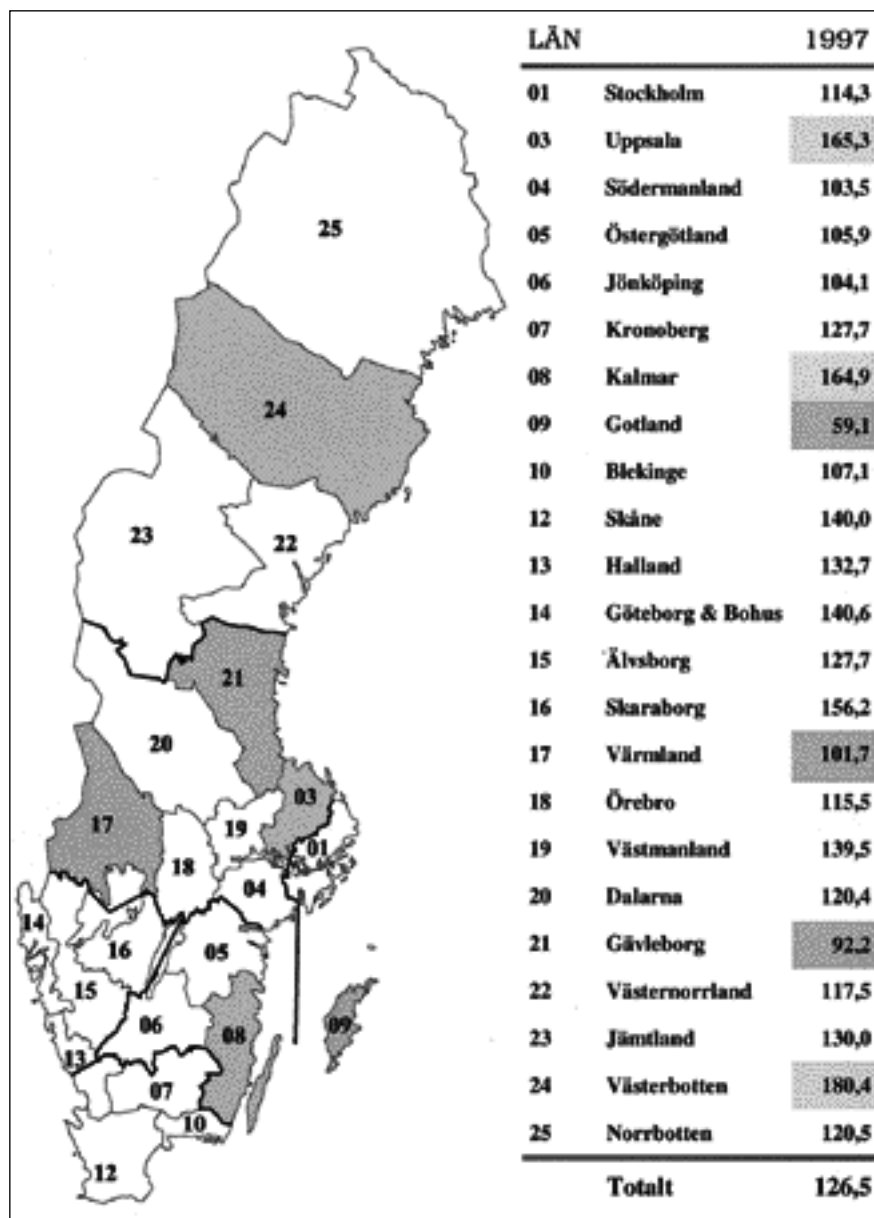 LÄN 1997
01 Stockholm 114,3
03 Uppsala 165,3
04 Södermanland 103,5
05 Östergötland 105,9
06 Jönköping 104,1
07 Kronoberg 127,7
08 Kalmar 164,9
09 Gotland 59,1
10 Blekinge 107,1
12 Skåne 140,0
13 Halland 132,7
14 Göteborg & Bohus 140,6
15 Älvsborg 127,7
16 Skaraborg 156,2
17 Värmland 101,7
18 Örebro 115,5
19 Västmanland 139,5
20 Dalarna 120,4
21 Gävleborg 92,2
22 Västernorrland 117,5
23 Jämtland 130,0
24 Västerbotten 180,4
25 Norrbotten 120,5
Totalt 126,5
25
24
23
22
21
20
03
17
19
01
18
04
14
16
05
15
06
08
09
13
07
10
12